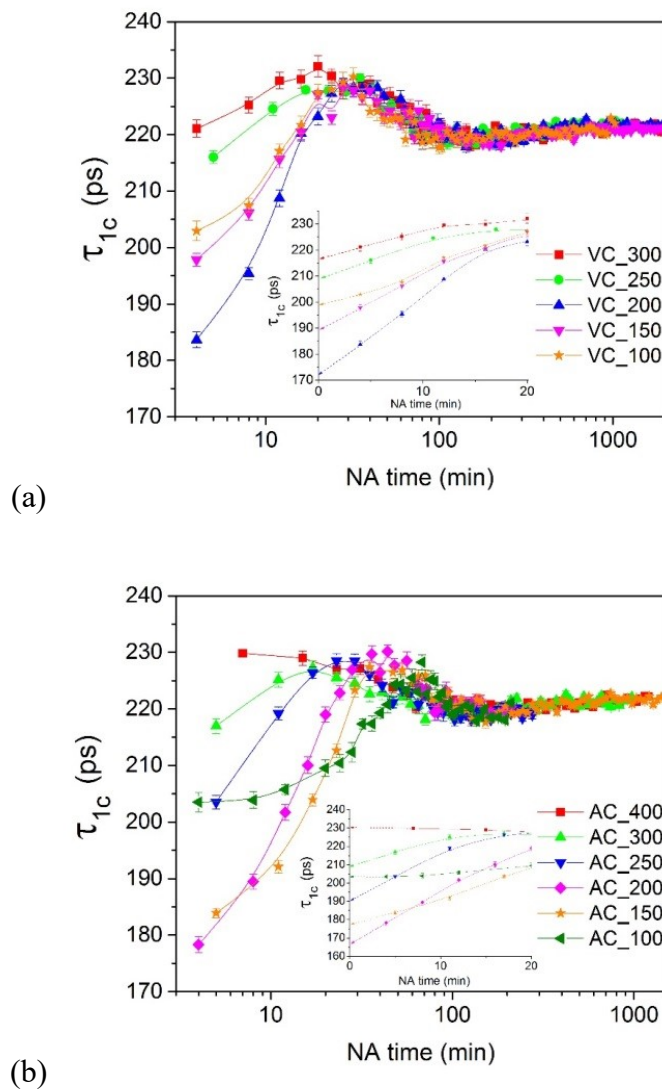 240
230
220
210
200
190
180
170
τ1c (ps)
10
100
1000
NA time (min)
230
220
210
200
190
180
170
τ1c (ps)
0
10
20
NA time (min)
VC_300
VC_250
VC_200
VC_150
VC_100
(a)
240
230
220
210
200
190
180
170
τ1c (ps)
10
100
1000
NA time (min)
230
220
210
200
190
180
170
160
τ1c (ps)
0
10
20
NA time (min)
AC_400
AC_300
AC_250
AC_200
AC_150
AC_100
(b)